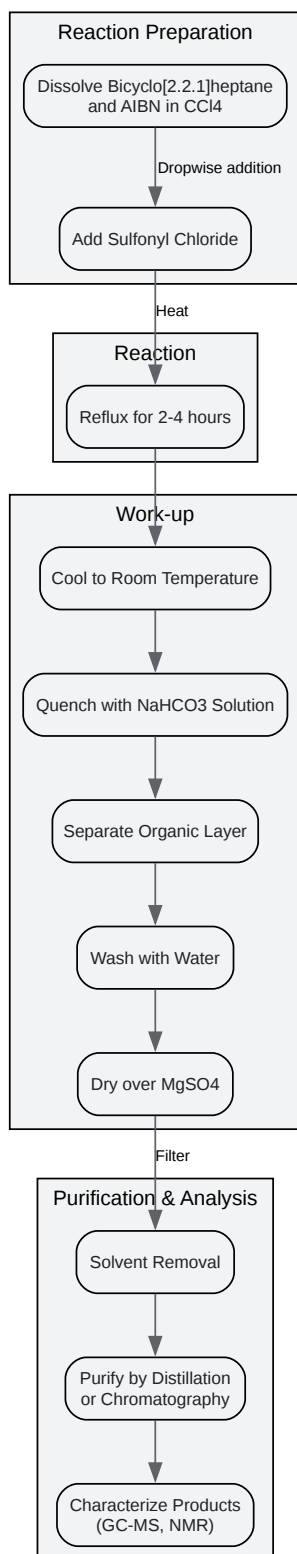 Reaction Preparation
Dissolve Bicyclo[2.2.1]heptane
and AIBN in CCl4
Dropwise addition
Add Sulfonyl Chloride
Heat
Reaction
Reflux for 2-4 hours
Work-up
Cool to Room Temperature
Quench with NaHCO3 Solution
Separate Organic Layer
Wash with Water
Dry over MgSO4
Filter
Purification & Analysis
Solvent Removal
Purify by Distillation
or Chromatography
Characterize Products
(GC-MS, NMR)